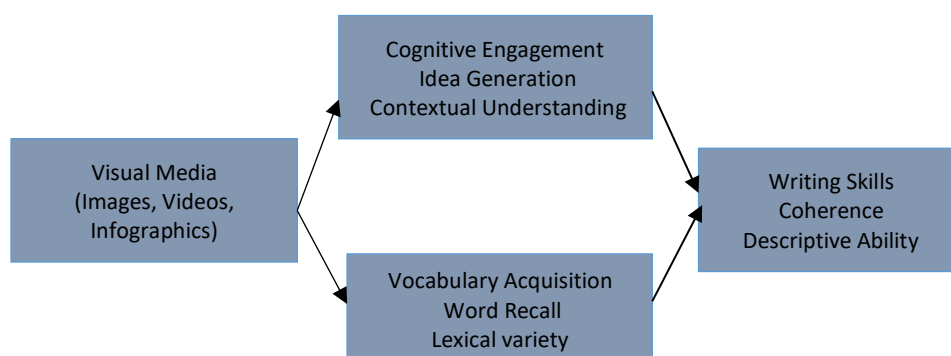 Cognitive Engagement
Idea Generation
Contextual Understanding
Visual Media
(Images, Videos,
Infographics)
Writing Skills
Coherence
Descriptive Ability
Vocabulary Acquisition
Word Recall
Lexical variety